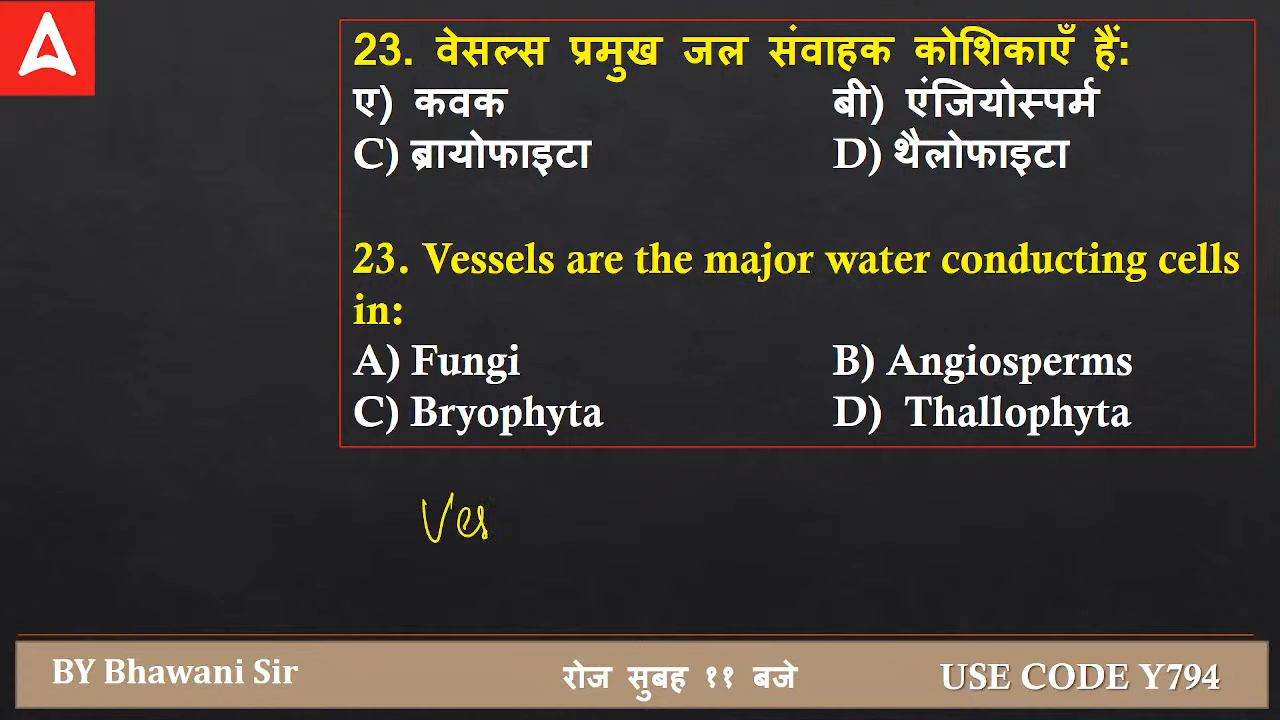 23. वेसल्स प्रमुख जल संवाहक कोशिकाएँ हैं:
ए) कवक बी) एंजियोस्पर्म
C) ब्रायोफाइटा D) थैलोफाइटा
23. Vessels are the major water conducting cells
in:
A) Fungi B) Angiosperms
C) Bryophyta D) Thallophyta
Ves
BY Bhawani Sir रोज सुबह ११ बजे USE CODE Y794